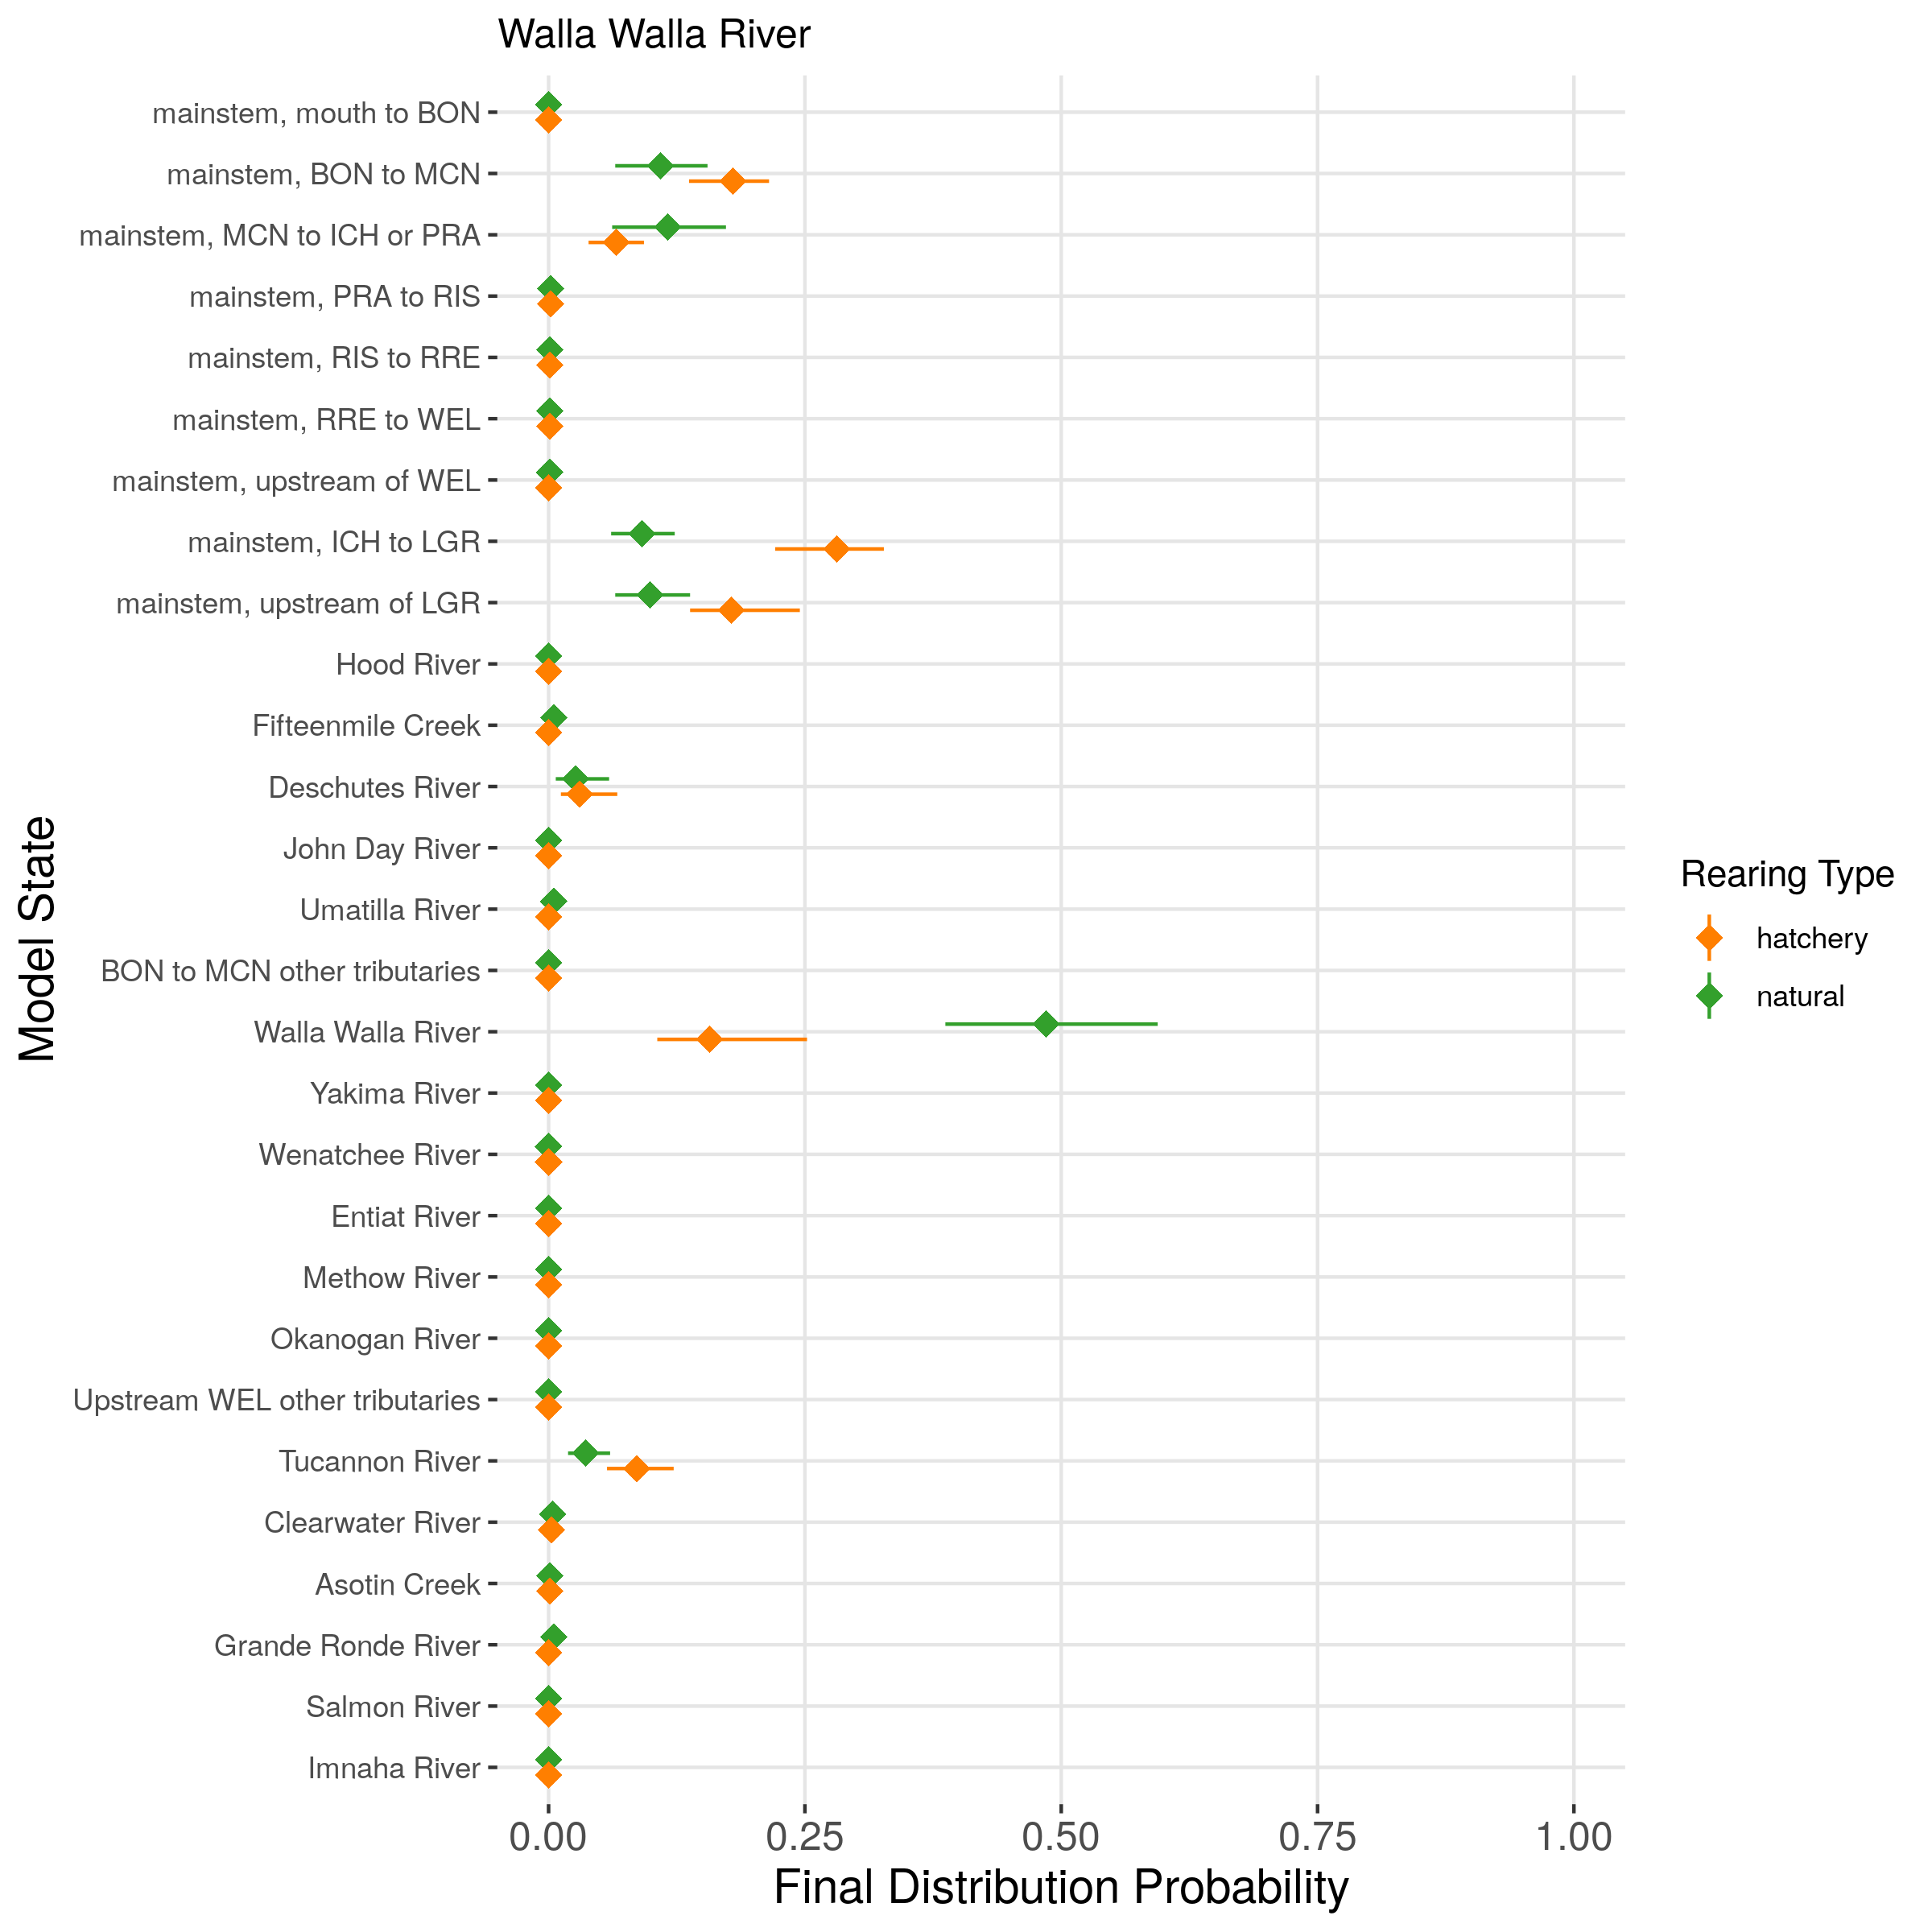 Walla Walla River
mainstem, mouth to BON
mainstem, BON to MCN
mainstem, MCN to ICH or PRA
mainstem, PRA to RIS
mainstem, RIS to RRE
mainstem, RRE to WEL
mainstem, upstream of WEL
mainstem, ICH to LGR
mainstem, upstream of LGR
Hood River
Fifteenmile Creek
Deschutes River
John Day River
Umatilla River
BON to MCN other tributaries
Walla Walla River
Yakima River
Wenatchee River
Entiat River
Methow River
Okanogan River
Upstream WEL other tributaries
Tucannon River
Clearwater River
Asotin Creek
Grande Ronde River
Salmon River
Imnaha River
Model State
0.00 0.25 0.50 0.75 1.00
Final Distribution Probability
Rearing Type
hatchery
natural